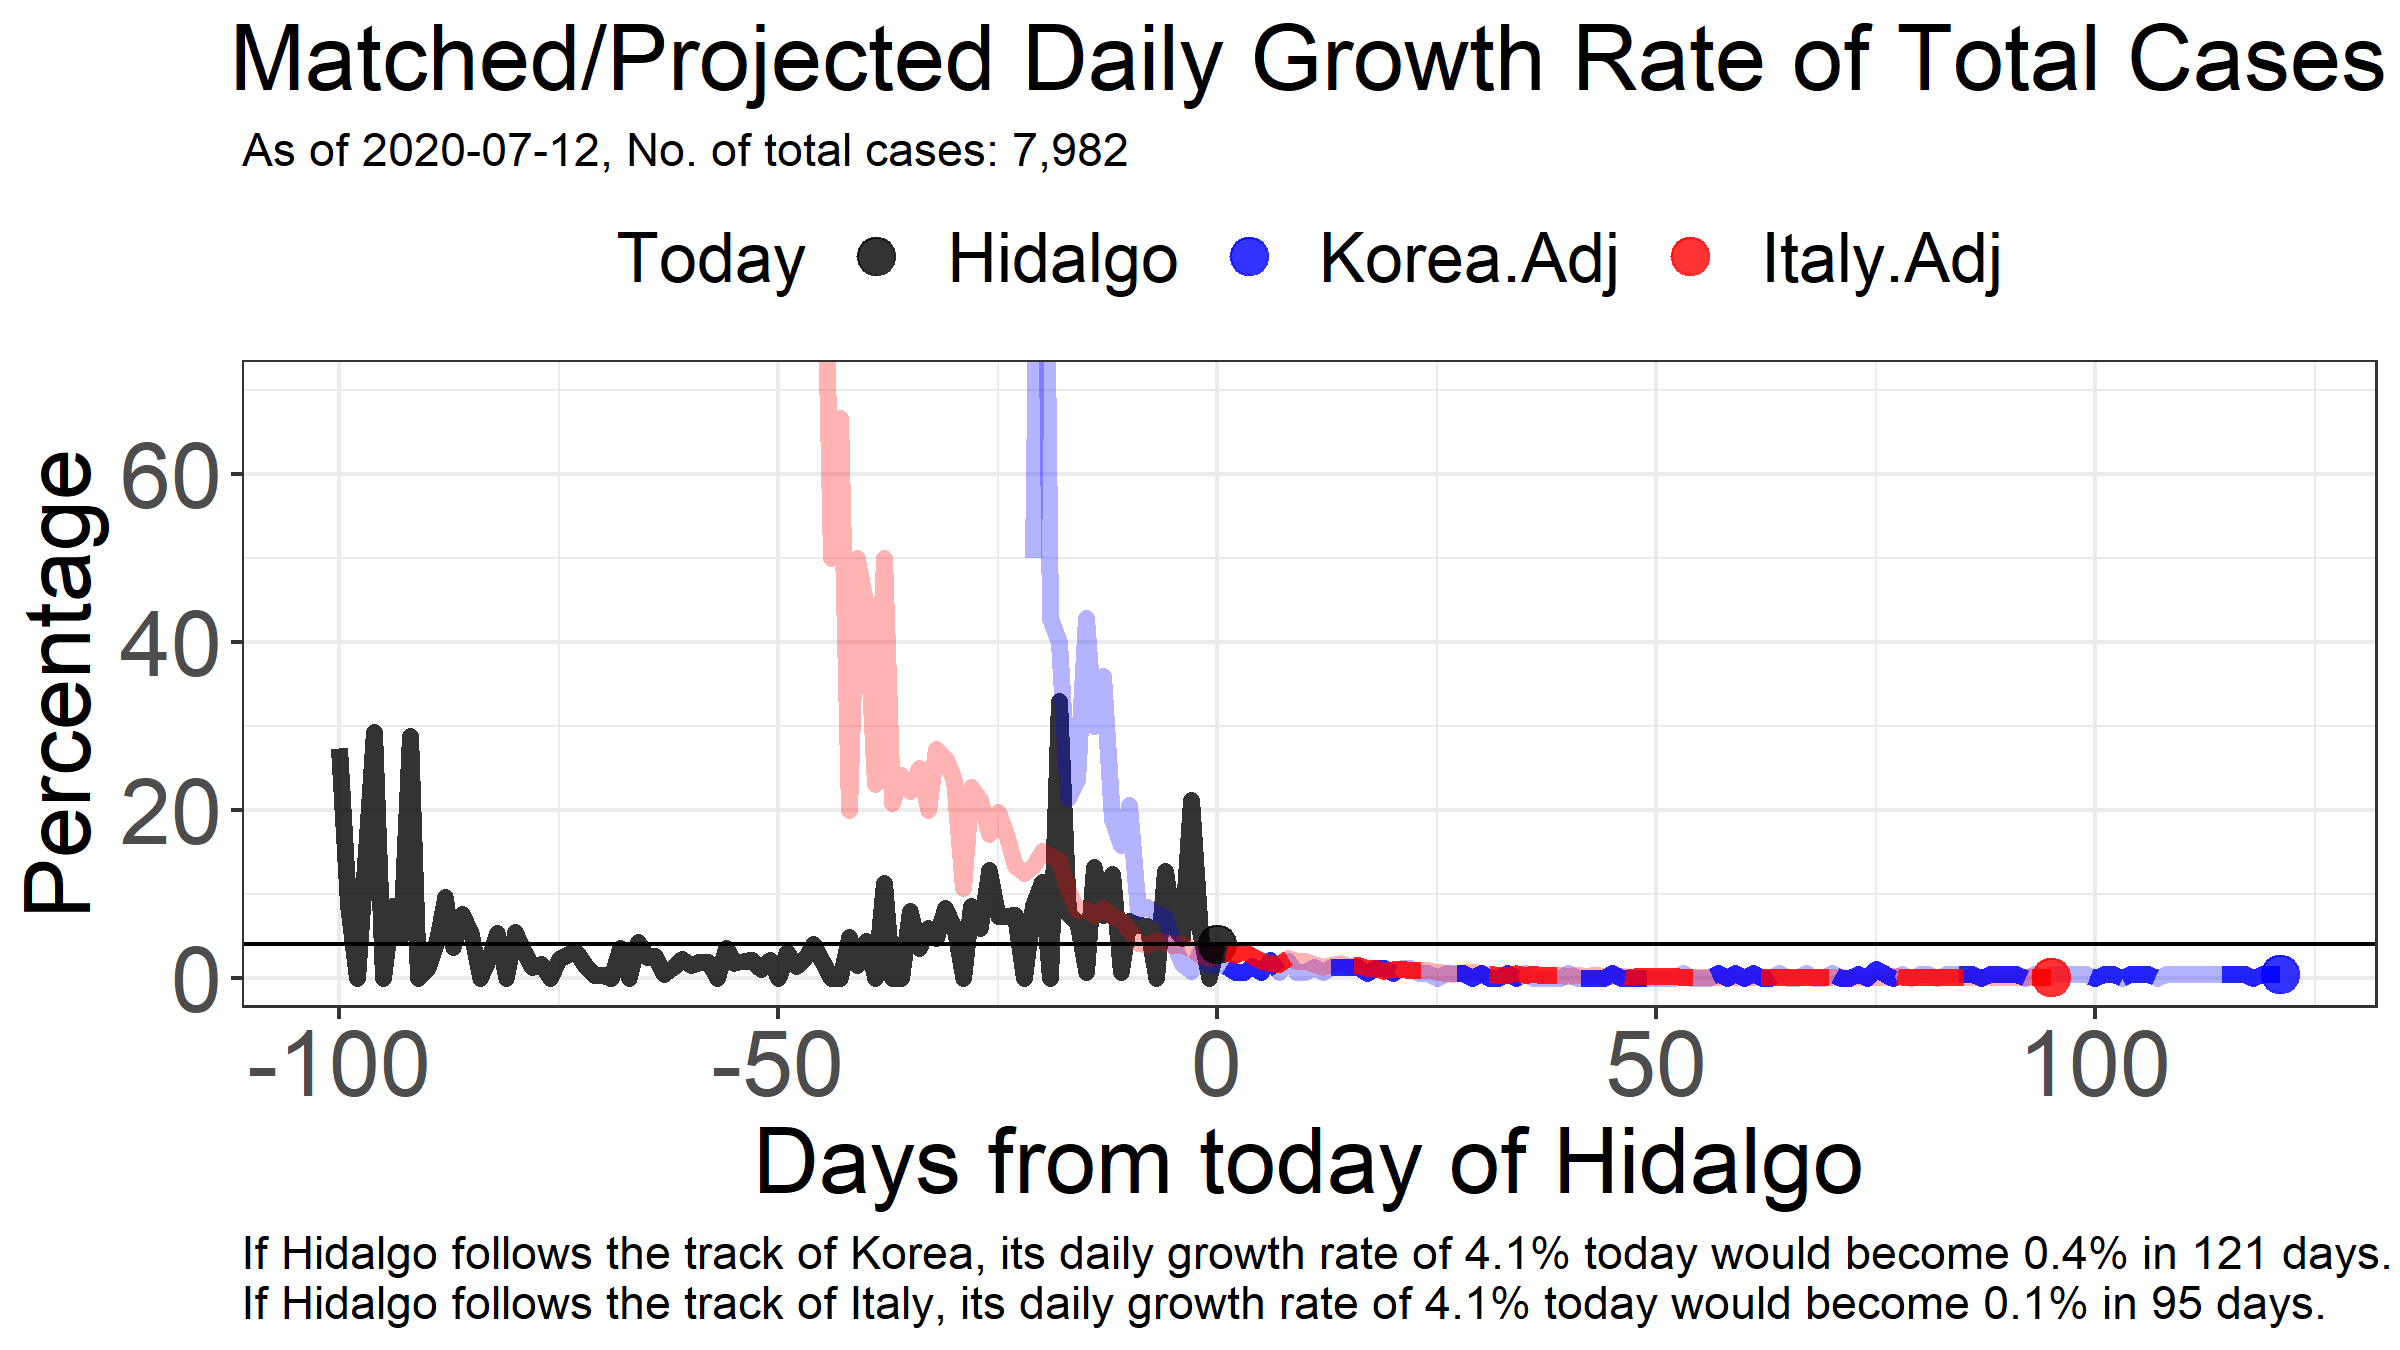 Matched/Projected Daily Growth Rate of Total Cases
As of 2020-07-12, No. of total cases: 7,982
Today Hidalgo Korea.Adj Italy.Adj
Percentage
60
40
20
0
-100 -50 0 50 100
Days from today of Hidalgo
If Hidalgo follows the track of Korea, its daily growth rate of 4.1% today would become 0.4% in 121 days.
If Hidalgo follows the track of Italy, its daily growth rate of 4.1% today would become 0.1% in 95 days.